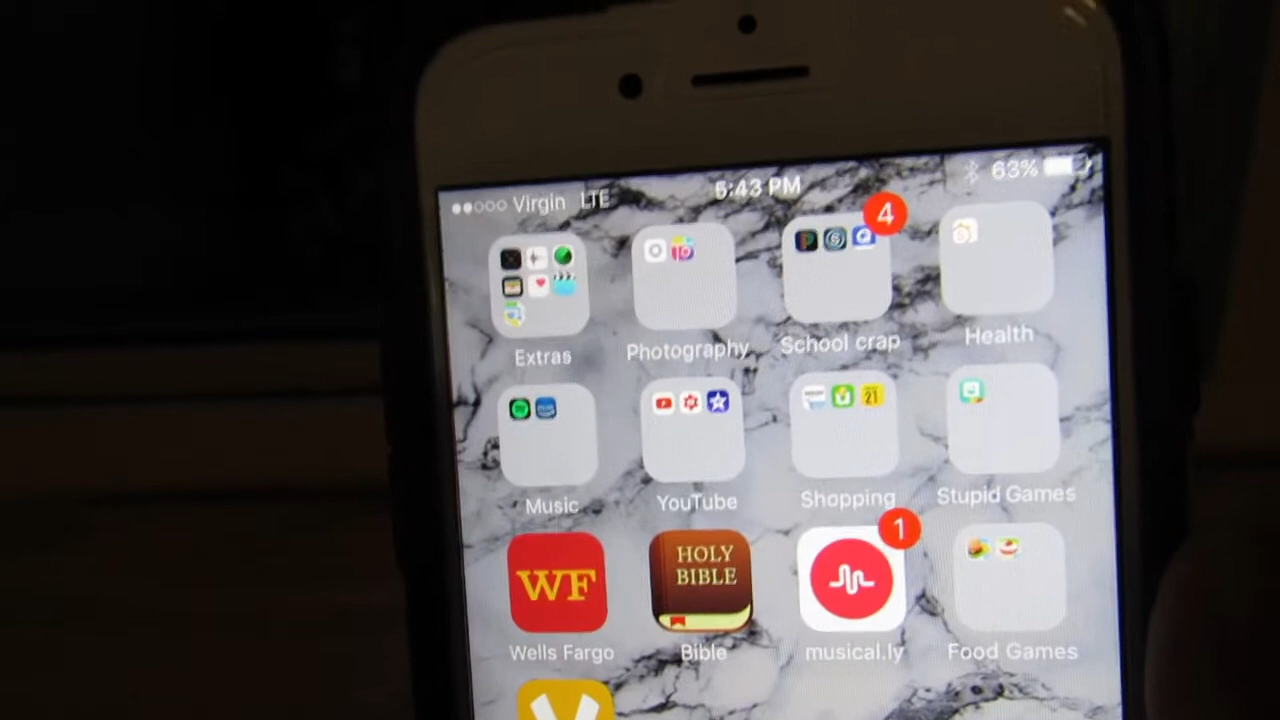 Virgin LTE 5:43 PM 63%
4
Extras Photography School crap Health
21
Music YouTube Shopping Stupid Games
1
WF HOLY BIBLE
Wells Fargo Bible musical.ly Food Games